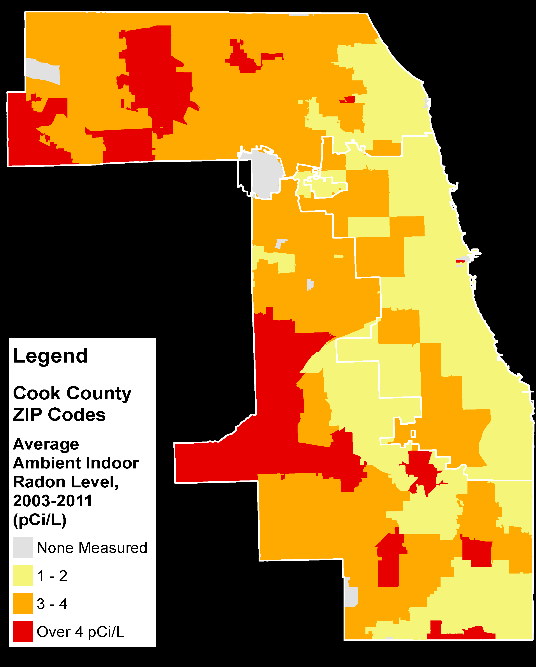 Legend
Cook County
ZIP Codes
Average
Ambient Indoor
Radon Level,
2003-2011
(pCi/L)
None Measured
1 - 2
3 - 4
Over 4 pCi/L